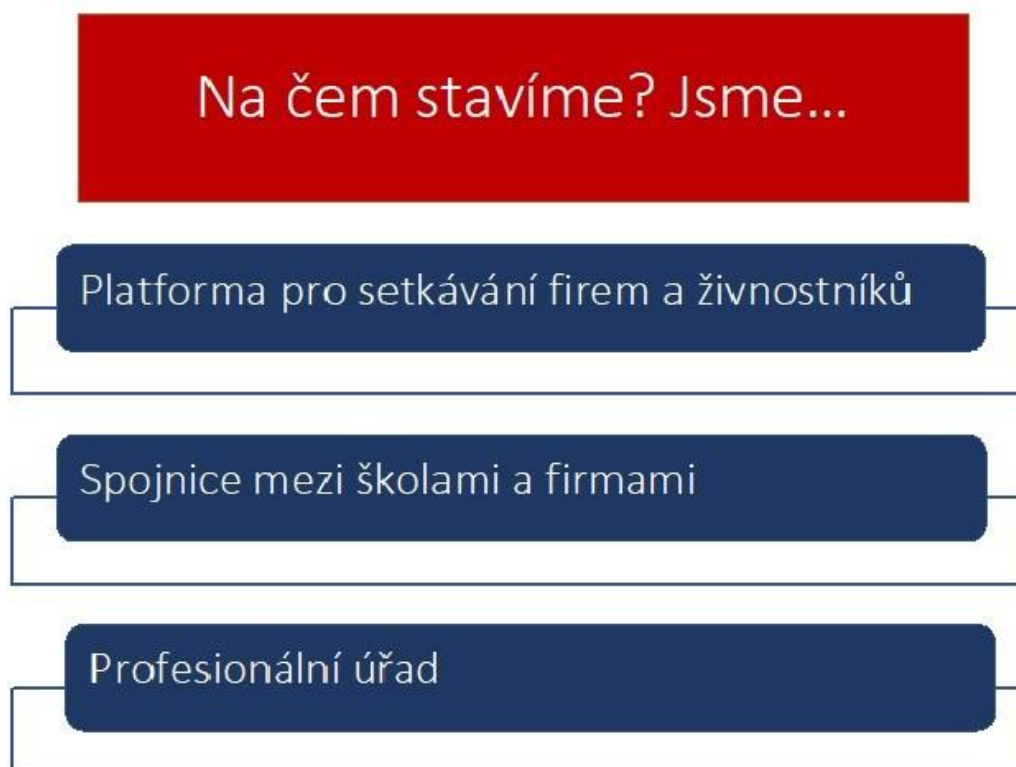 Na čem stavíme? Jsme...
Platforma pro setkávání firem a živnostníků
Spojnice mezi školami a firmami
Profesionální úřad